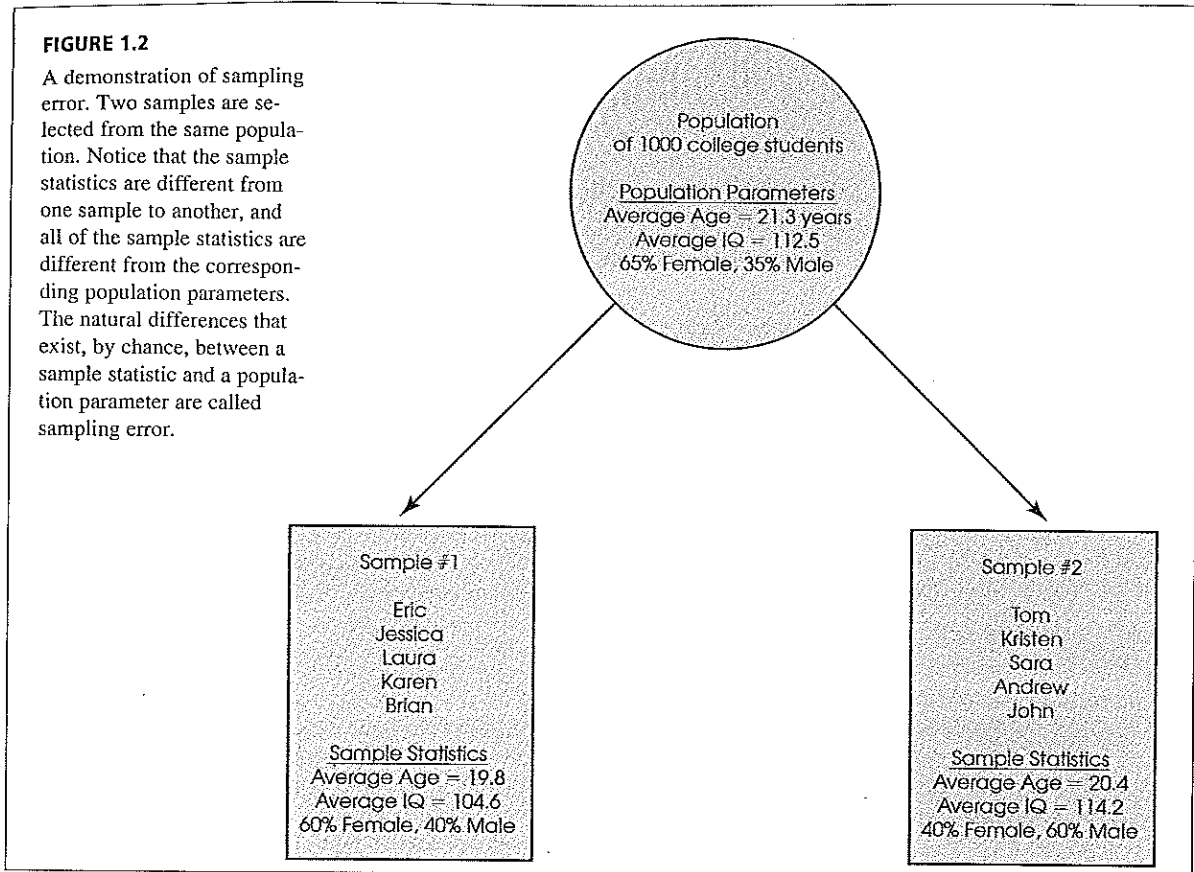 FIGURE 1.2
A demonstration of sampling
error. Two samples are se-
lected from the same popula-
tion. Notice that the sample
statistics are different from
one sample to another, and
all of the sample statistics are
different from the correspon-
ding population parameters.
The natural differences that
exist, by chance, between a
sample statistic and a popula-
tion parameter are called
sampling error.
Population
of 1000 college students
Population Parameters
Average Age = 21.3 years
Average IQ = 112.5
65% Female, 35% Male
Sample #1
Eric
Jessica
Laura
Karen
Brian
Sample Statistics
Average Age = 19.8
Average IQ = 104.6
60% Female, 40% Male
Sample #2
Tom
Kristen
Sara
Andrew
John
Sample Statistics
Average Age = 20.4
Average IQ = 114.2
40% Female, 60% Male